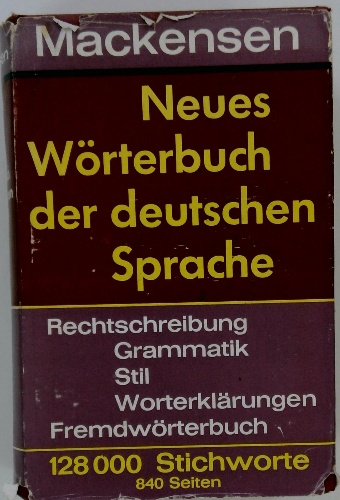 Mackensen
Neues
Wörterbuch
der deutschen
Sprache
Rechtschreibung
Grammatik
Stil
Worterklärungen
Fremdwörterbuch
128 000 Stichworte
840 Seiten